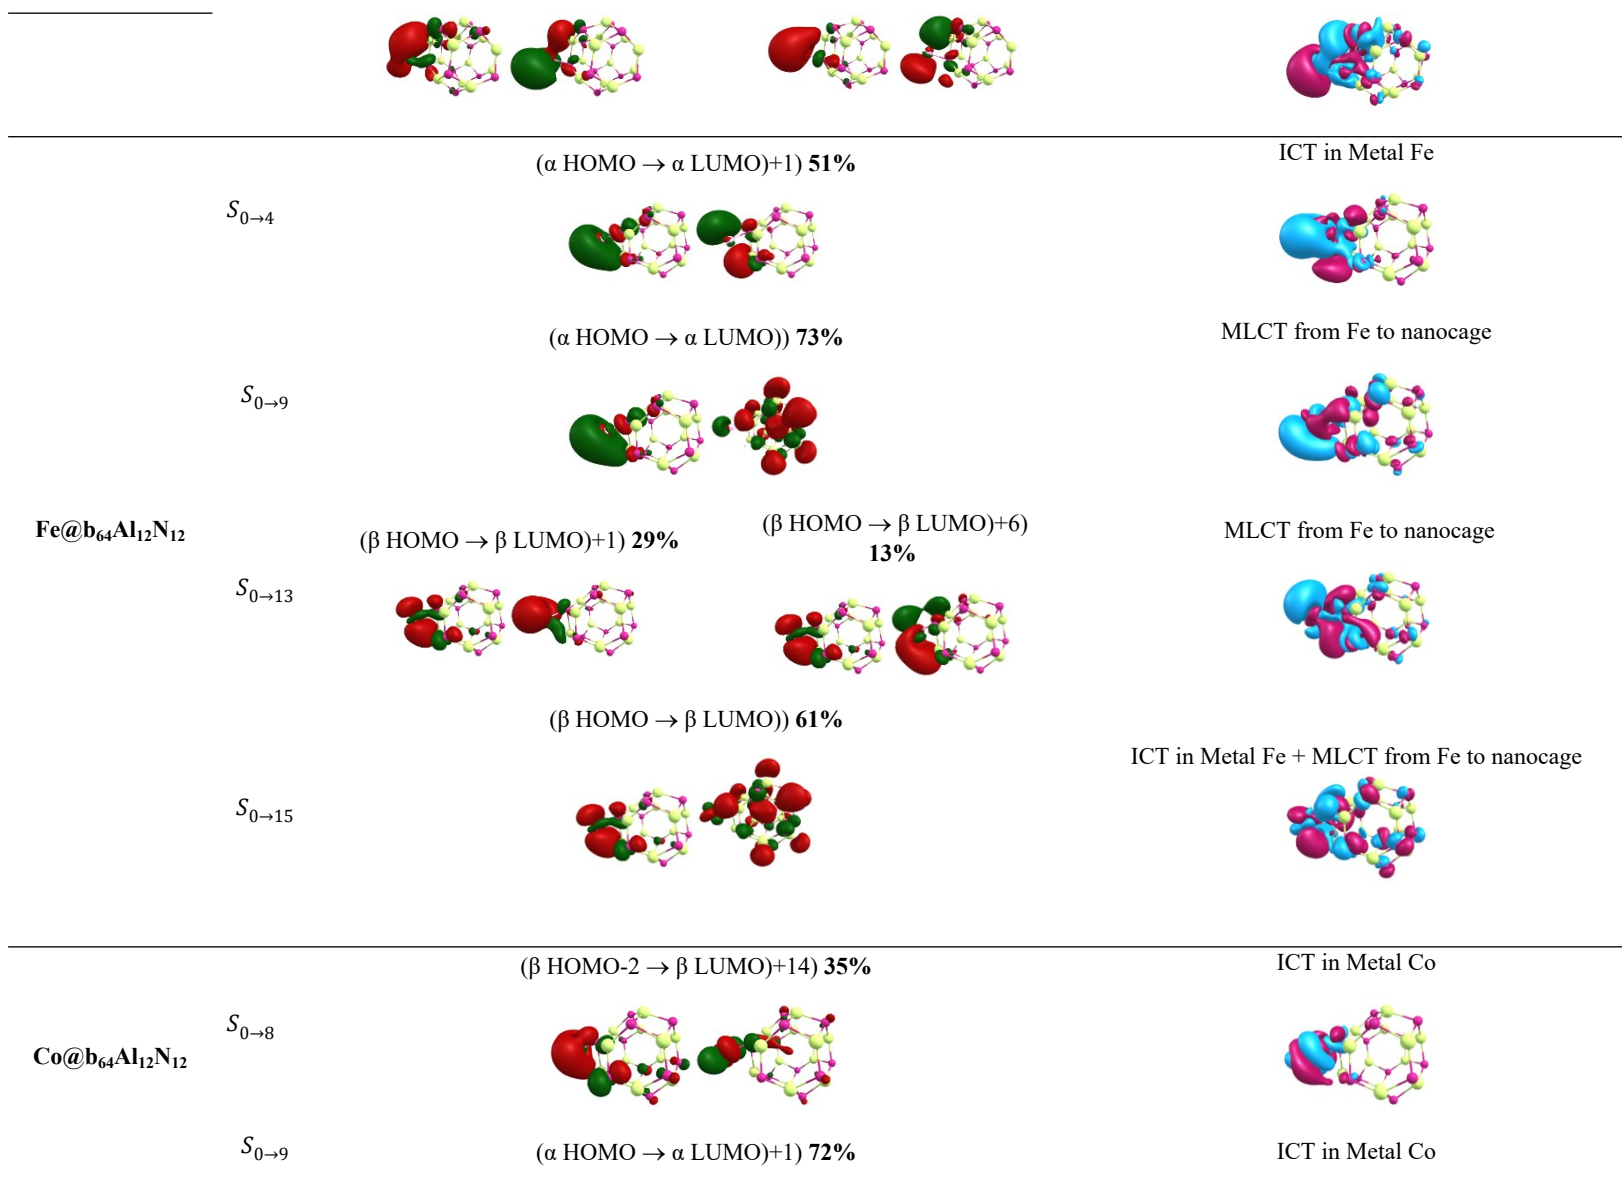 (α HOMO → α LUMO)+1) 51%
ICT in Metal Fe
S₀→₄
(α HOMO → α LUMO)) 73%
MLCT from Fe to nanocage
S₀→₉
Fe@b₆₄Al₁₂N₁₂
(β HOMO → β LUMO)+1) 29%
(β HOMO → β LUMO)+6)
13%
MLCT from Fe to nanocage
S₀→₁₃
(β HOMO → β LUMO)) 61%
ICT in Metal Fe + MLCT from Fe to nanocage
S₀→₁₅
(β HOMO-2 → β LUMO)+14) 35%
ICT in Metal Co
S₀→₈
Co@b₆₄Al₁₂N₁₂
S₀→₉
(α HOMO → α LUMO)+1) 72%
ICT in Metal Co